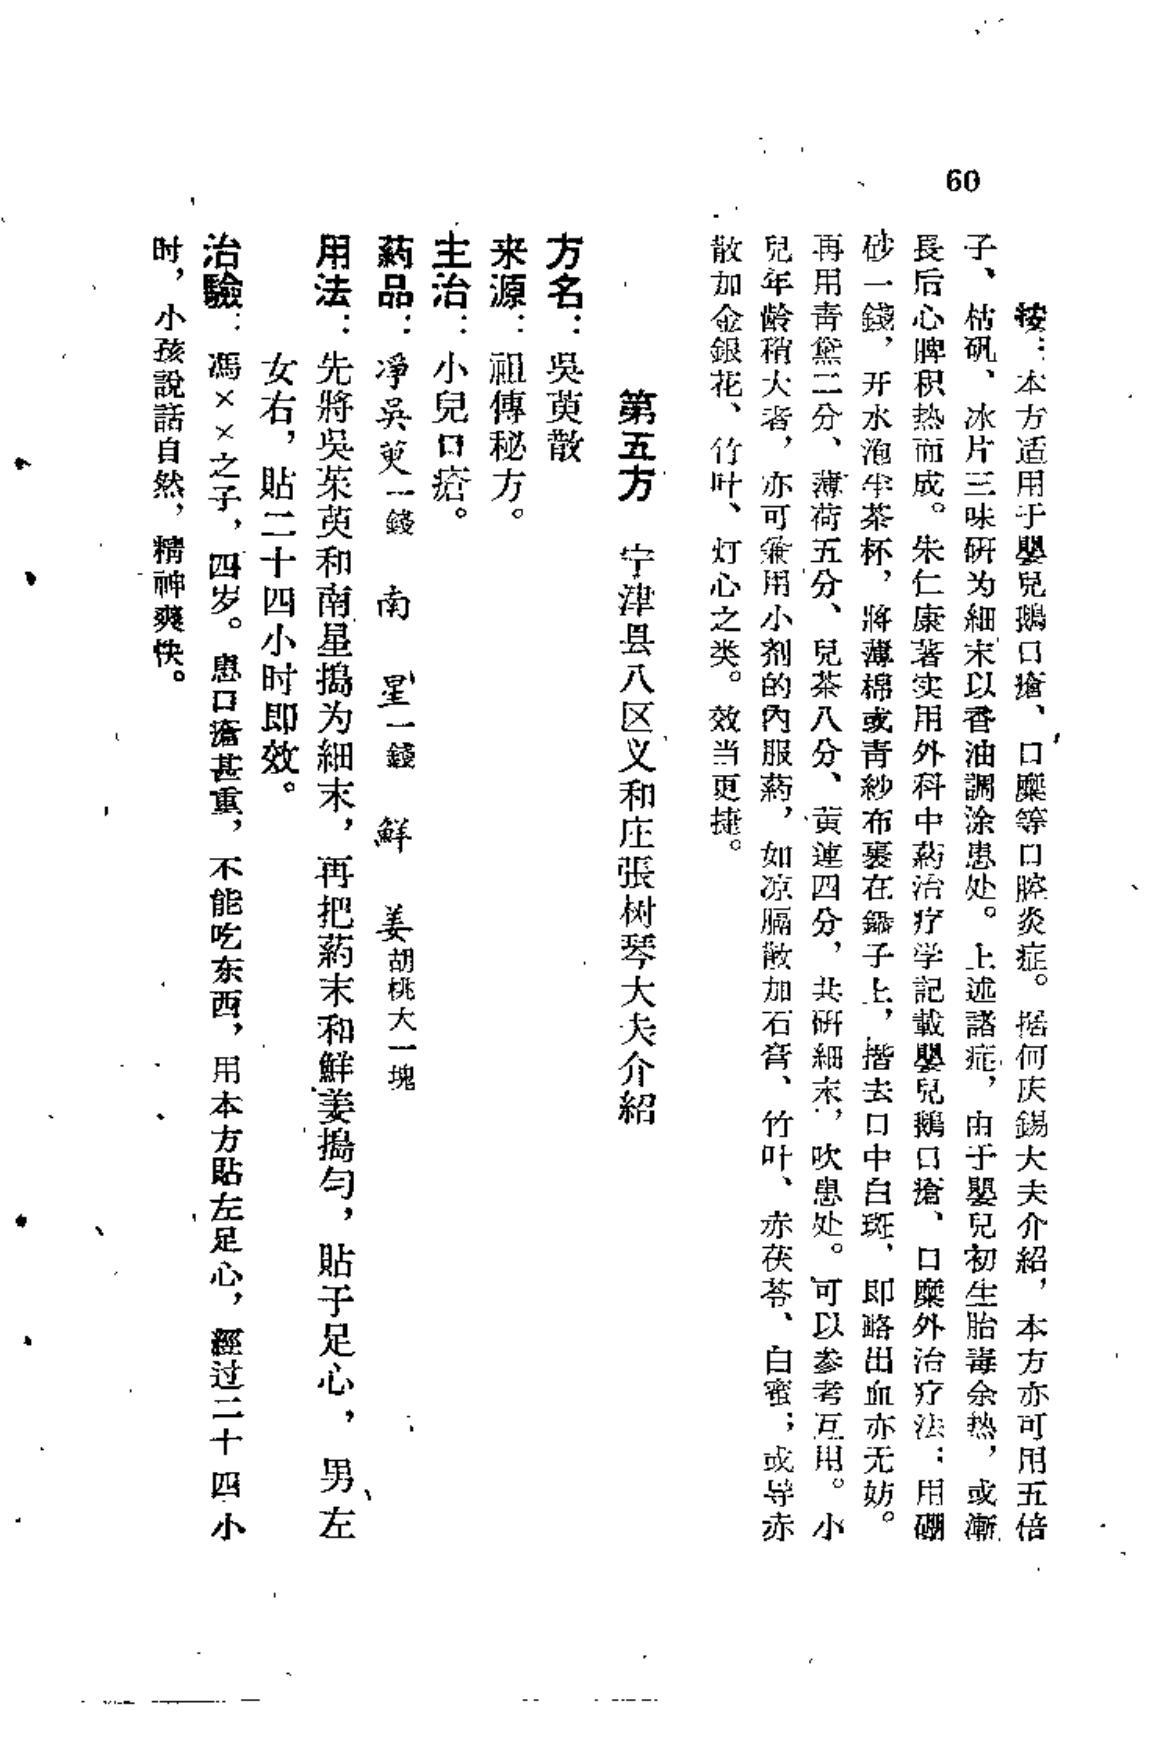 60
按：本方适用于嬰兒鵝口瘡、口糜等口腔炎症。据何庆錫大夫介紹，本方亦可用五倍
子、枯矾、冰片三味研为細末以香油調涂患处。上述諸症，由于嬰兒初生胎毒余热，或漸
長后心脾积热而成。朱仁康著实用外科中药治疗学記載嬰兒鵝口瘡、口糜外治疗法：用硼
砂一錢，开水泡半茶杯，將薄棉或青紗布裹在鑷子上，揩去口中白斑，即略出血亦无妨。
再用青黛二分、薄荷五分、兒茶八分、黃連四分，共研細末，吹患处。可以参考互用。小
兒年龄稍大者，亦可兼用小剂的內服葯，如凉膈散加石膏、竹叶、赤茯苓、白蜜；或导赤
散加金銀花、竹叶、灯心之类。效当更捷。
第五方　宁津县八区义和庄張树琴大夫介紹
方名：吳萸散
来源：祖傳秘方。
主治：小兒口瘡。
葯品：凈吳萸一錢　南星一錢　鮮姜胡桃大一塊
用法：先將吳茱萸和南星搗为細末，再把葯末和鮮姜搗匀，貼于足心，男左
女右，貼二十四小时即效。
治驗：馮××之子，四岁。患口瘡甚重，不能吃东西，用本方貼左足心，經过二十四小
时，小孩說話自然，精神爽快。